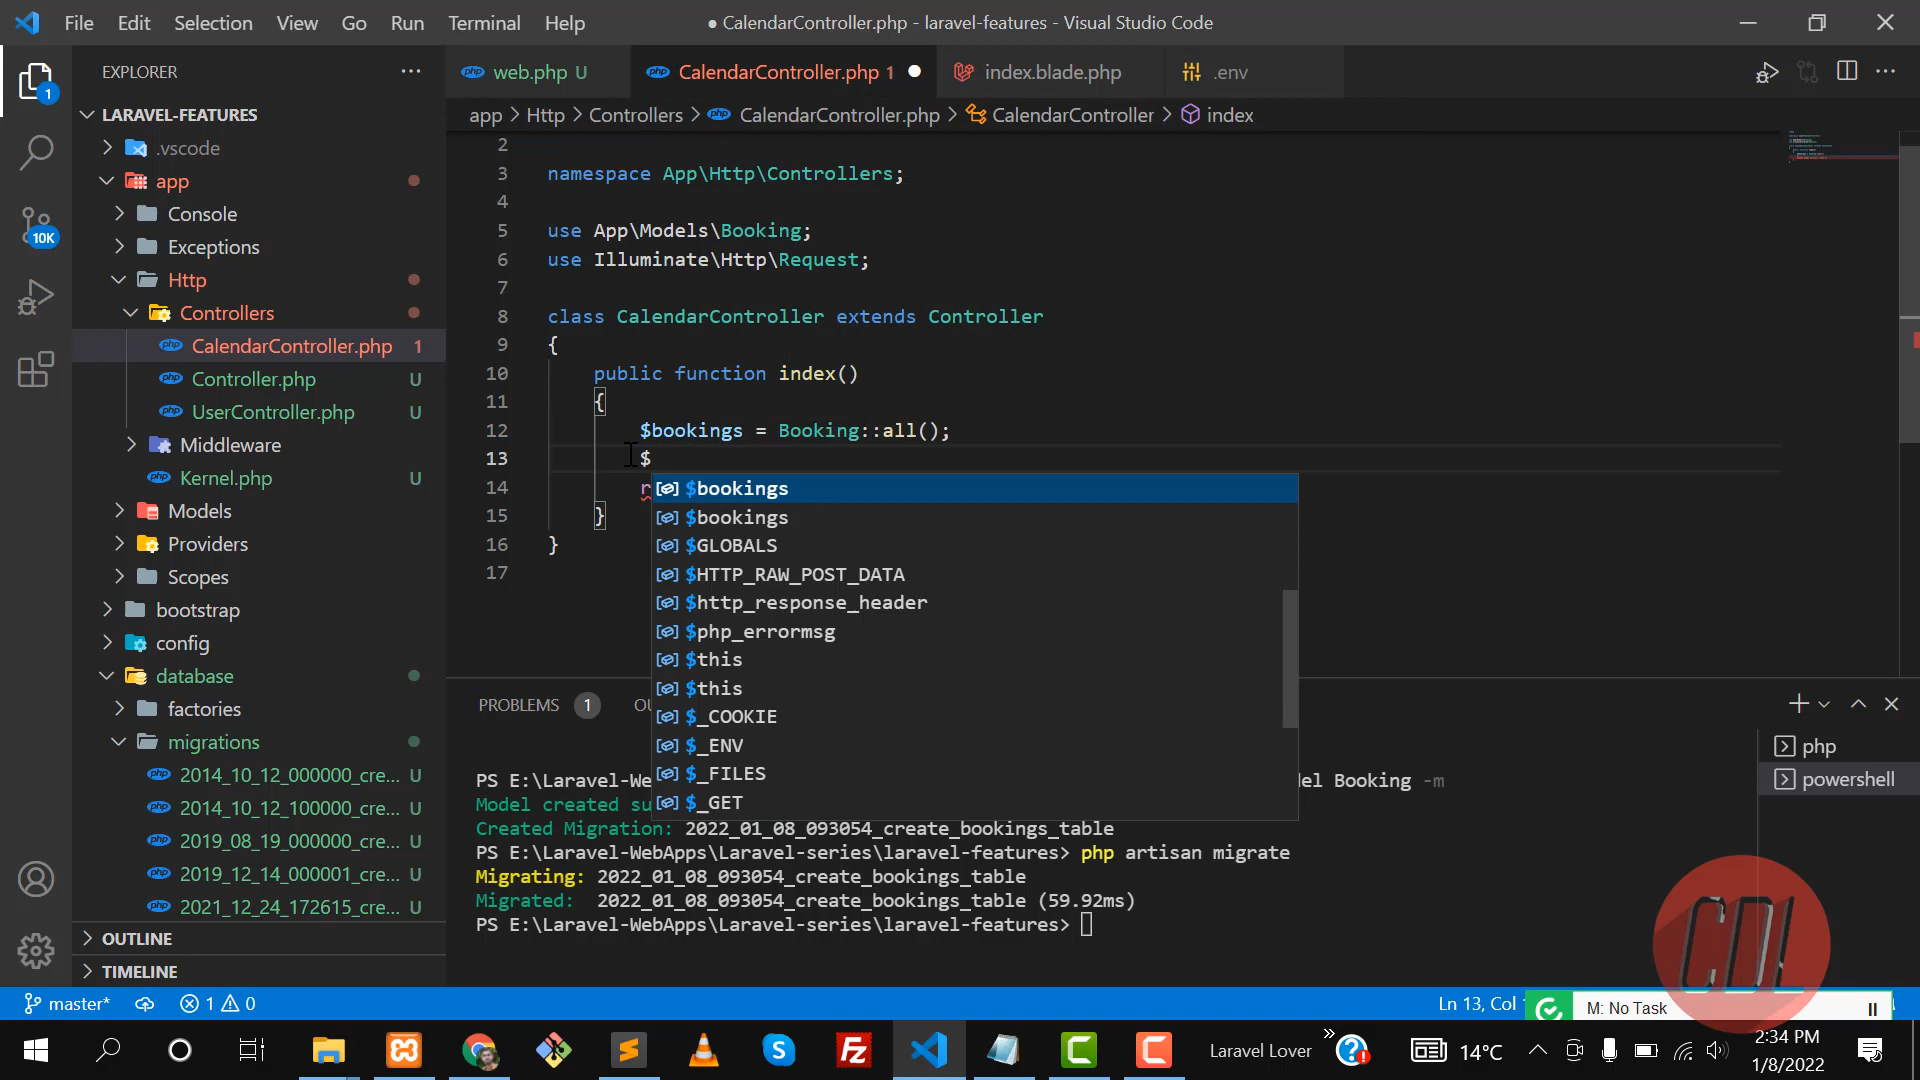 File Edit Selection View Go Run Terminal Help
● CalendarController.php - laravel-features - Visual Studio Code
EXPLORER
web.php U
CalendarController.php 1
index.blade.php
.env
app > Http > Controllers > CalendarController.php > CalendarController > index
LARAVEL-FEATURES
.vscode
app
Console
Exceptions
Http
Controllers
CalendarController.php 1
Controller.php U
UserController.php U
Middleware
Kernel.php U
Models
Providers
Scopes
bootstrap
config
database
factories
migrations
2014_10_12_000000_cre... U
2014_10_12_100000_cre... U
2019_08_19_000000_cre... U
2019_12_14_000001_cre... U
2021_12_24_172615_cre... U
OUTLINE
TIMELINE
1
10K
2
3 namespace App\Http\Controllers;
4
5 use App\Models\Booking;
6 use Illuminate\Http\Request;
7
8 class CalendarController extends Controller
9 {
10 public function index()
11 {
12 $bookings = Booking::all();
13 $
14 r
15 }
16 }
17
$bookings
$bookings
$GLOBALS
$HTTP_RAW_POST_DATA
$http_response_header
$php_errormsg
$this
$this
$_COOKIE
$_ENV
$_FILES
$_GET
PROBLEMS 1 OU
php
powershell
PS E:\Laravel-We del Booking -m
Model created su
Created Migration: 2022_01_08_093054_create_bookings_table
PS E:\Laravel-WebApps\Laravel-series\laravel-features> php artisan migrate
Migrating: 2022_01_08_093054_create_bookings_table
Migrated: 2022_01_08_093054_create_bookings_table (59.92ms)
PS E:\Laravel-WebApps\Laravel-series\laravel-features>
CDL
master* 1 0
Ln 13, Col
M: No Task
Laravel Lover
14°C
2:34 PM
1/8/2022